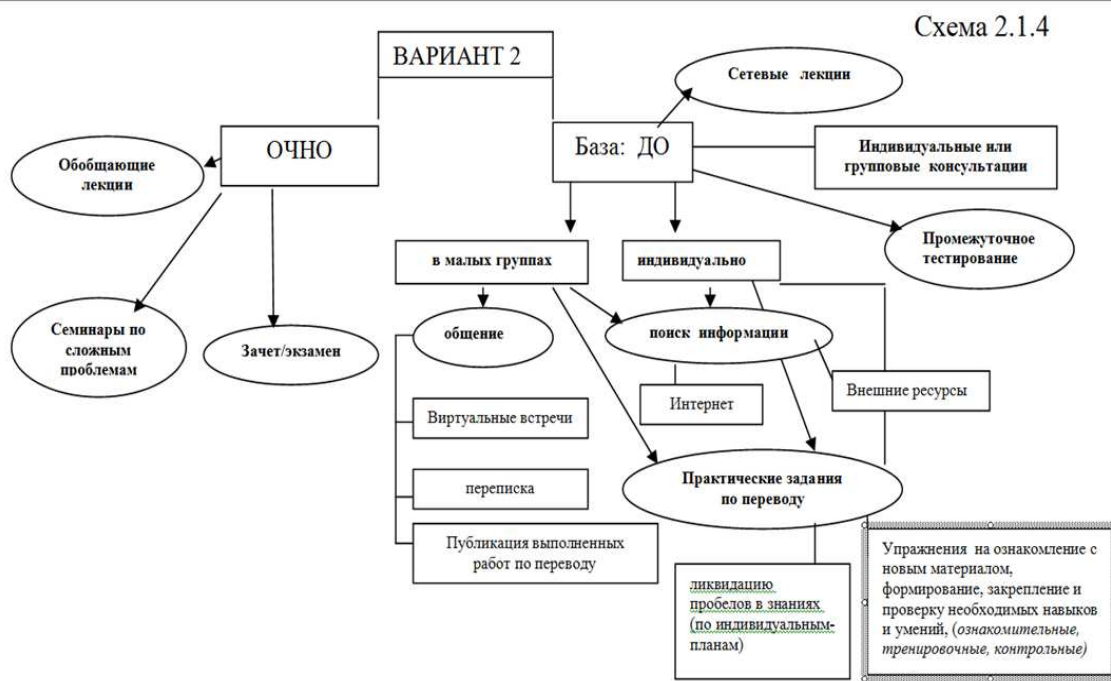 Схема 2.1.4
ВАРИАНТ 2
Сетевые лекции
ОЧНО
База: ДО
Индивидуальные или
групповые консультации
Обобщающие
лекции
Промежуточное
тестирование
в малых группах
индивидуально
Семинары по
сложным
проблемам
Зачет/экзамен
общение
поиск информации
Интернет
Внешние ресурсы
Виртуальные встречи
переписка
Публикация выполненных
работ по переводу
Практические задания
по переводу
ликвидацию
пробелов в знаниях
(по индивидуальным-
планам)
Упражнения на ознакомление с
новым материалом,
формирование, закрепление и
проверку необходимых навыков
и умений, (ознакомительные,
тренировочные, контрольные)